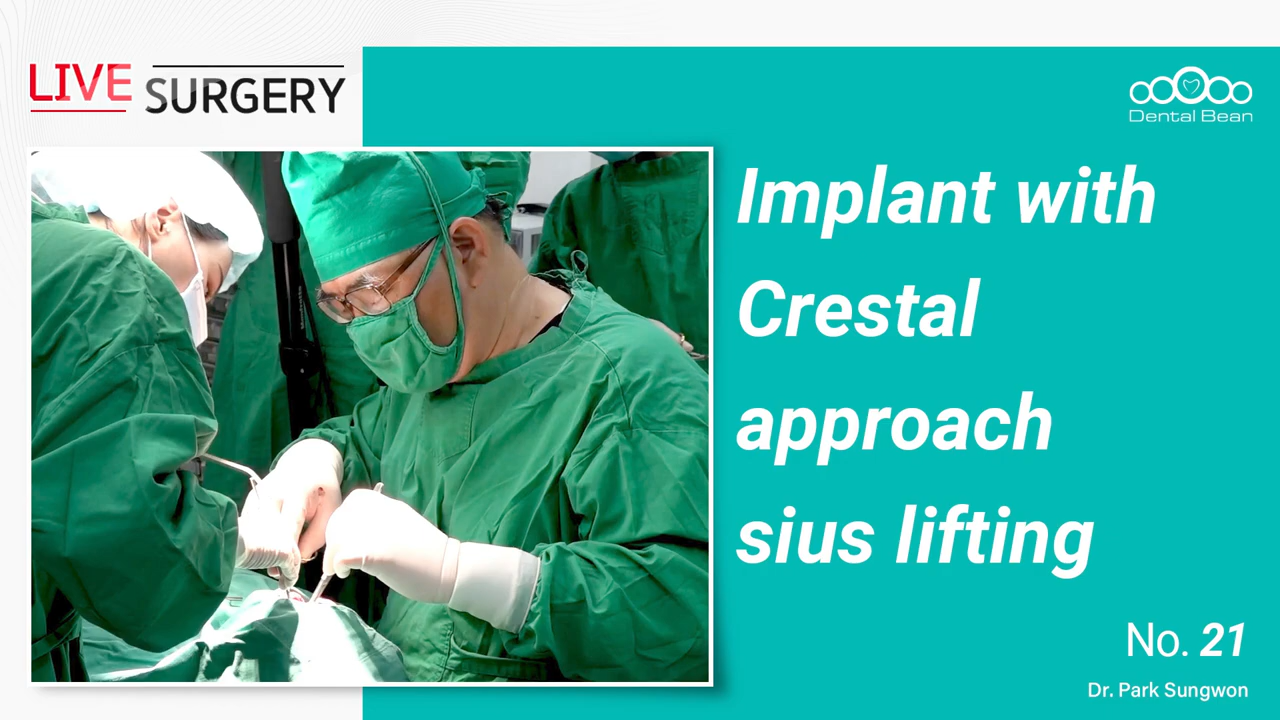 LIVE SURGERY
Dental Bean
Implant with
Crestal
approach
sius lifting
No. 21
Dr. Park Sungwon